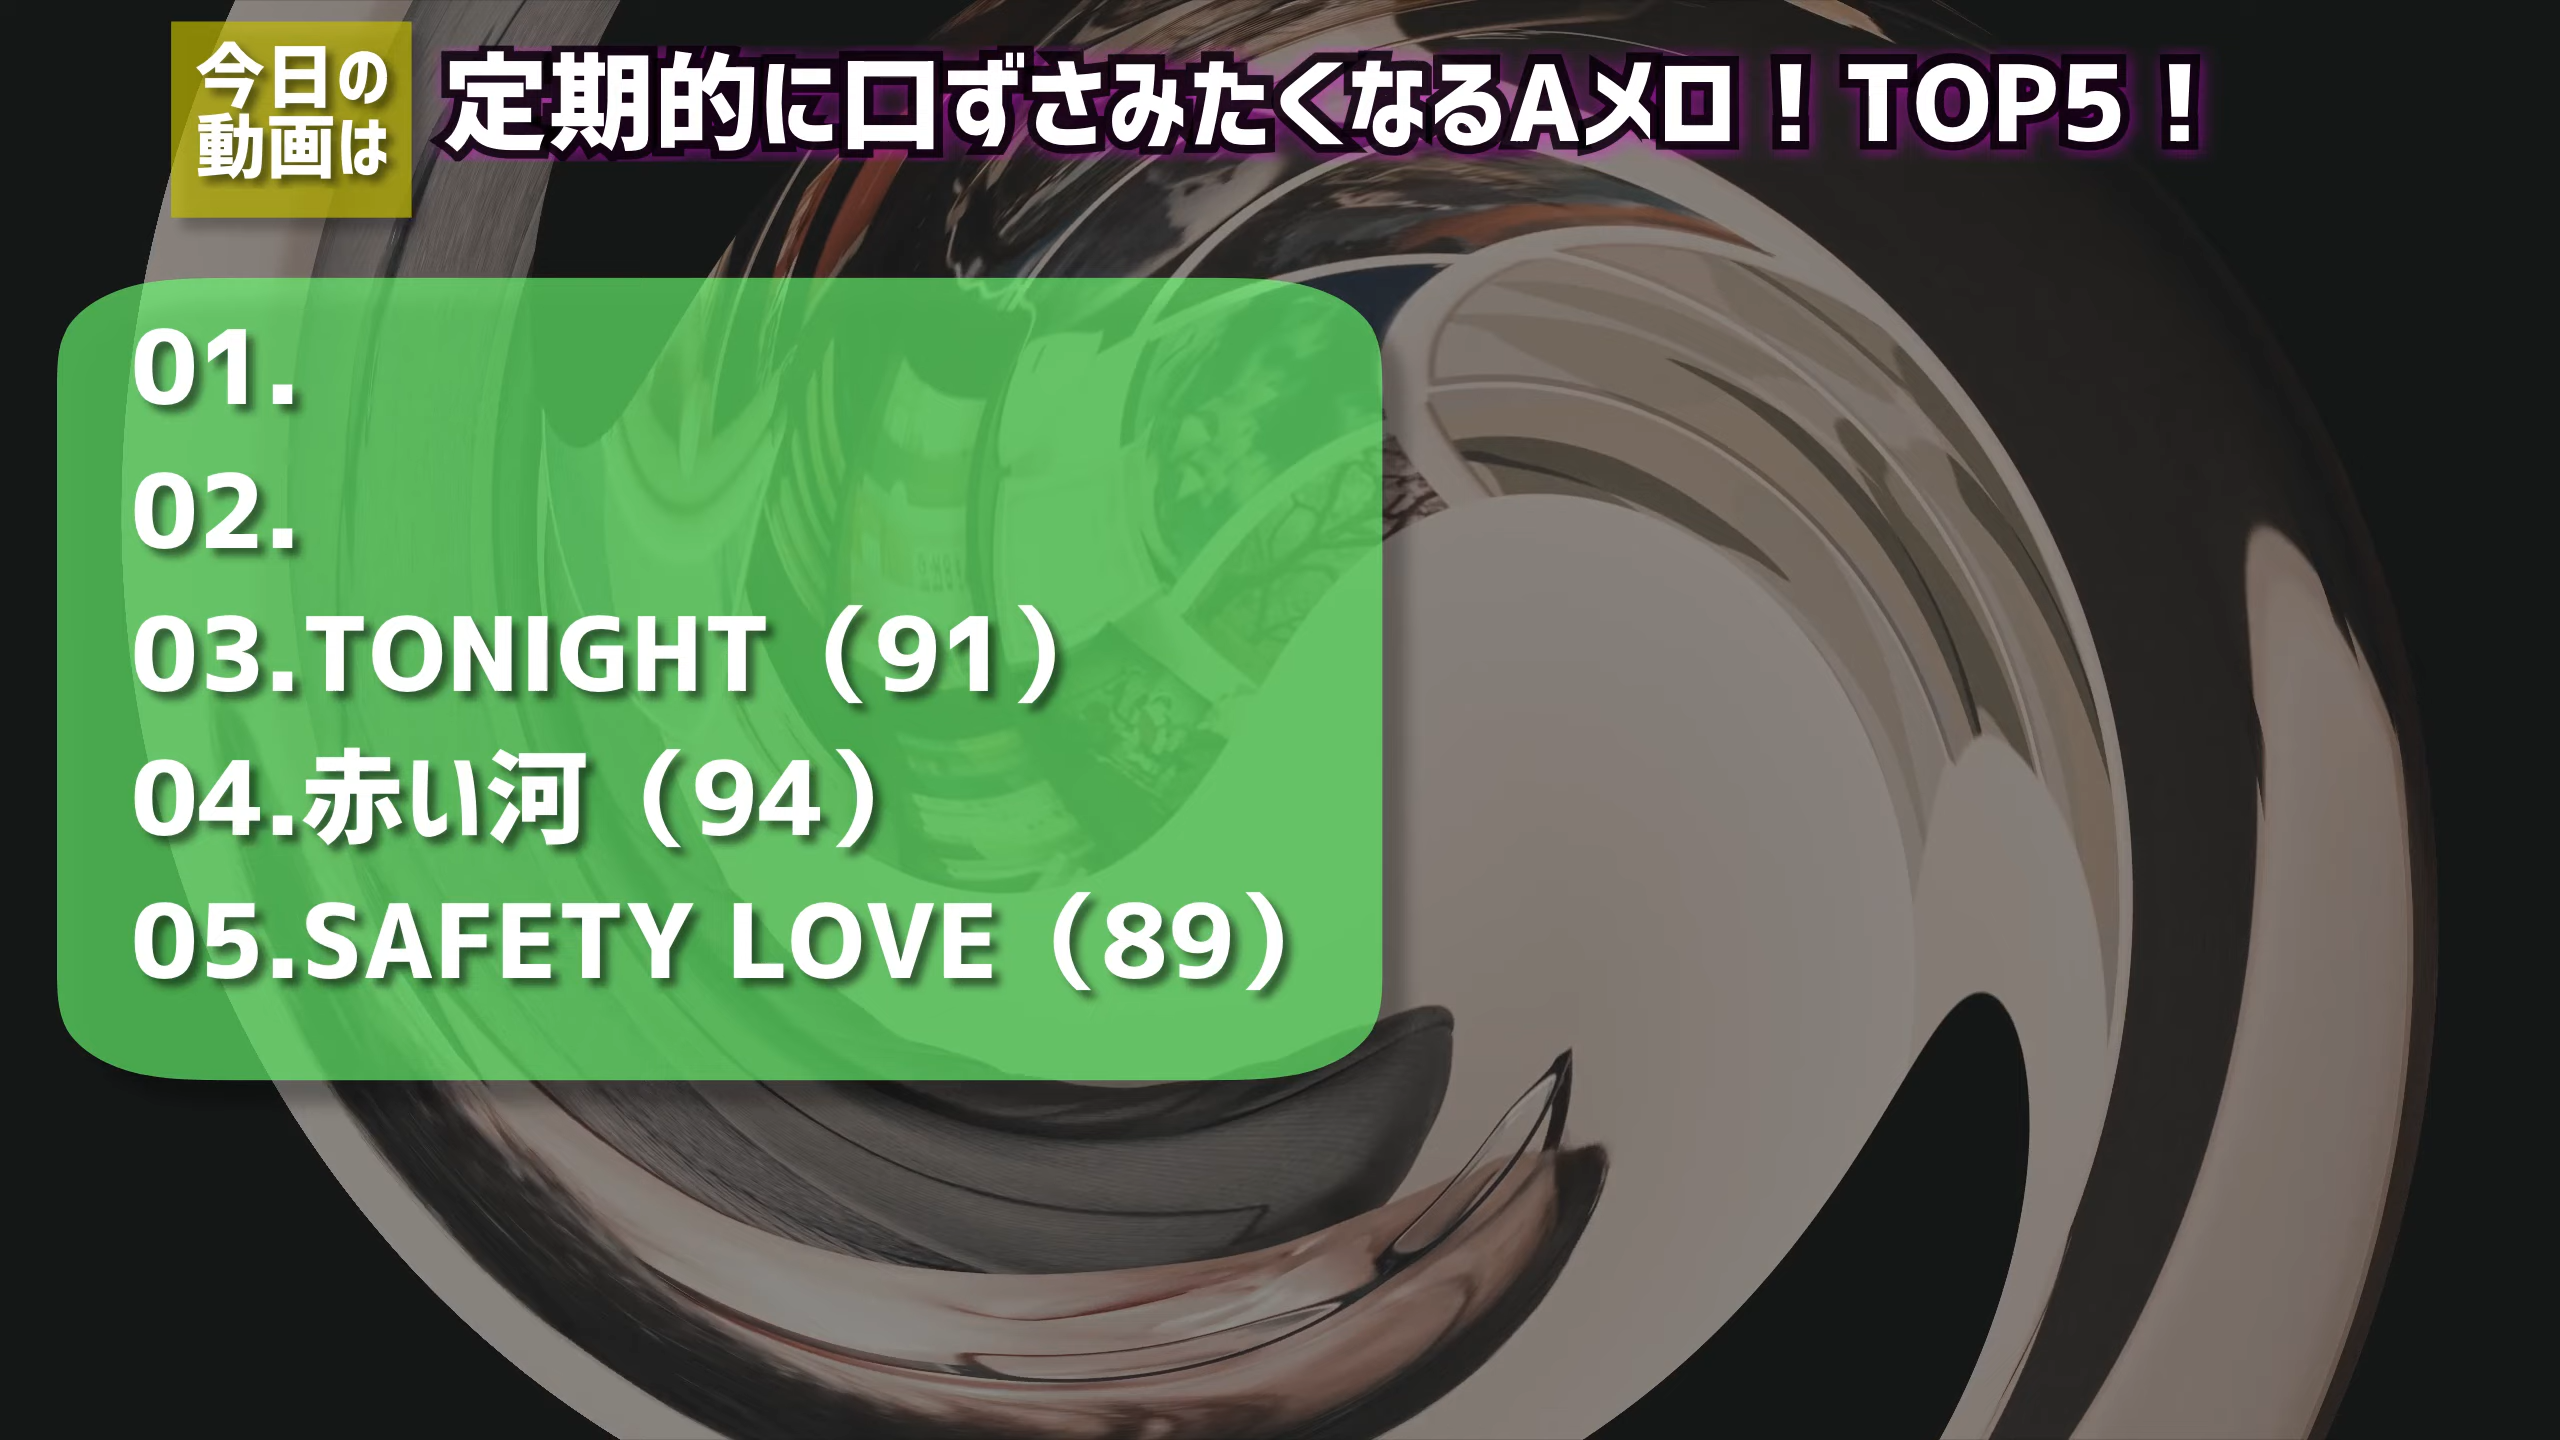 今日の
動画は
定期的に口ずさみたくなるAメロ！TOP5！
01.
02.
03.TONIGHT（91）
04.赤い河（94）
05.SAFETY LOVE（89）